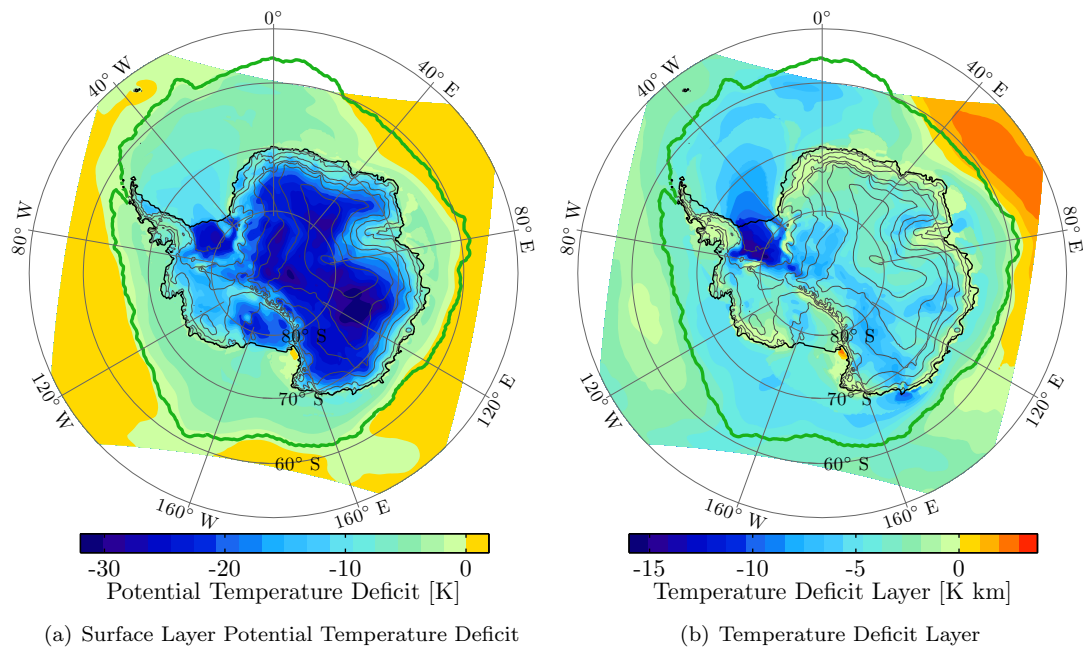 0°
40° W
40° E
80° W
80° E
80° S
70° S
60° S
120° W
120° E
160° W
160° E
-30 -20 -10 0
Potential Temperature Deficit [K]
(a) Surface Layer Potential Temperature Deficit
0°
40° W
40° E
80° W
80° E
80° S
70° S
60° S
120° W
120° E
160° W
160° E
-15 -10 -5 0
Temperature Deficit Layer [K km]
(b) Temperature Deficit Layer